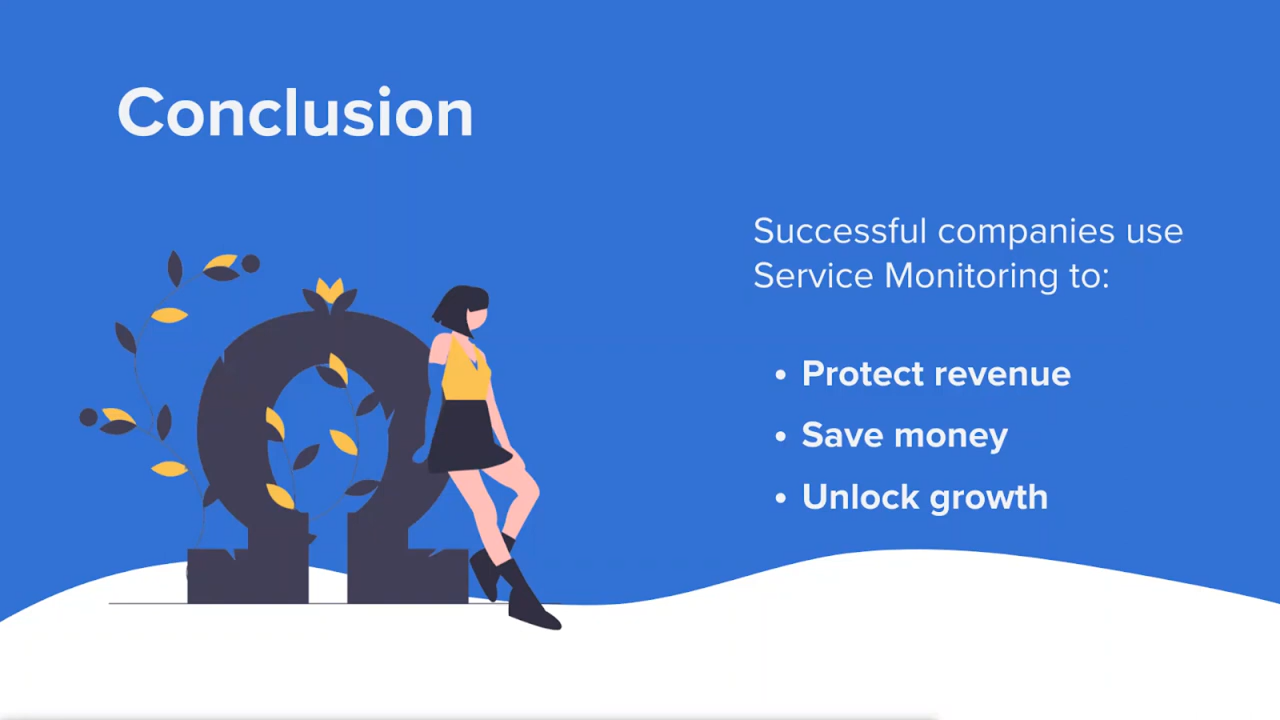 Conclusion
Successful companies use
Service Monitoring to:
• Protect revenue
• Save money
• Unlock growth